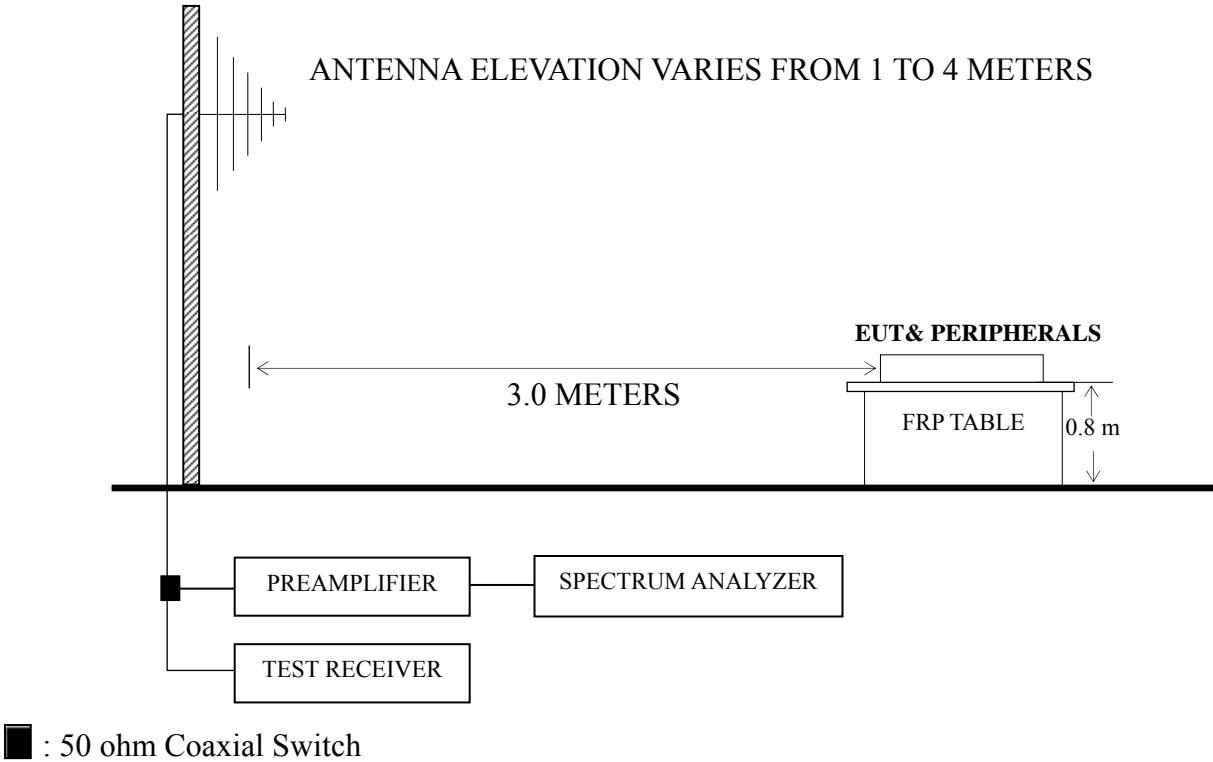 ANTENNA ELEVATION VARIES FROM 1 TO 4 METERS
EUT& PERIPHERALS
3.0 METERS
FRP TABLE
0.8 m
PREAMPLIFIER
SPECTRUM ANALYZER
TEST RECEIVER
: 50 ohm Coaxial Switch